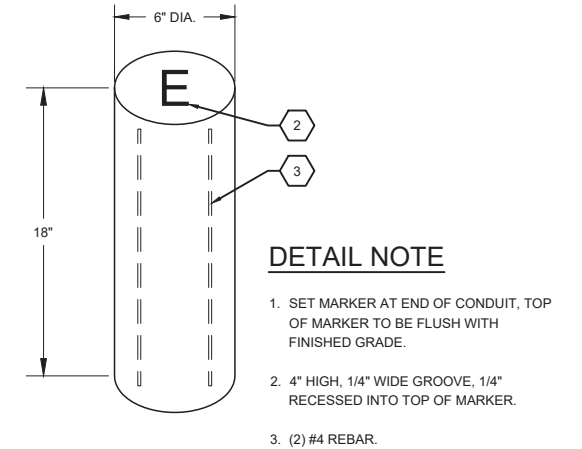 6" DIA.
E
2
3
18"
DETAIL NOTE
1. SET MARKER AT END OF CONDUIT, TOP
OF MARKER TO BE FLUSH WITH
FINISHED GRADE.
2. 4" HIGH, 1/4" WIDE GROOVE, 1/4"
RECESSED INTO TOP OF MARKER.
3. (2) #4 REBAR.